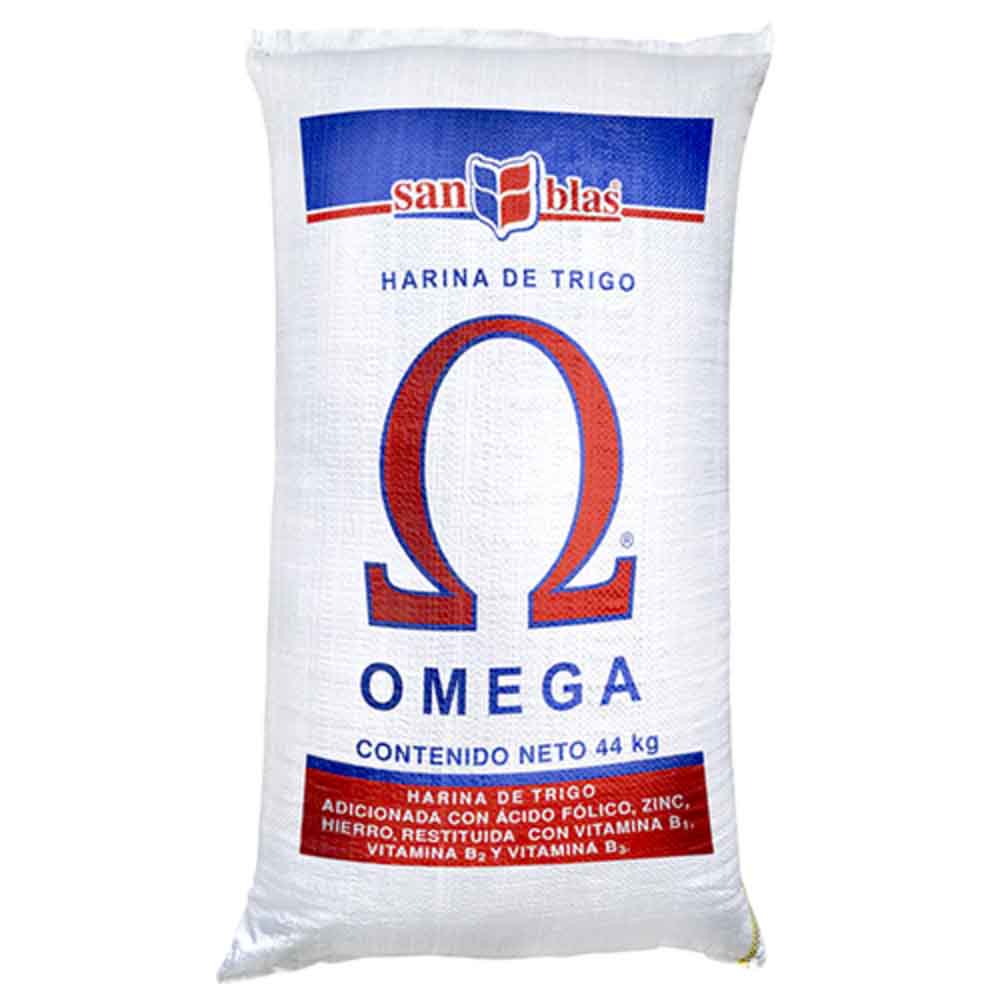 san blas®
HARINA DE TRIGO
Ω®
OMEGA
CONTENIDO NETO 44 kg
HARINA DE TRIGO
ADICIONADA CON ÁCIDO FÓLICO, ZINC,
HIERRO, RESTITUIDA CON VITAMINA B₁,
VITAMINA B₂ Y VITAMINA B₃.